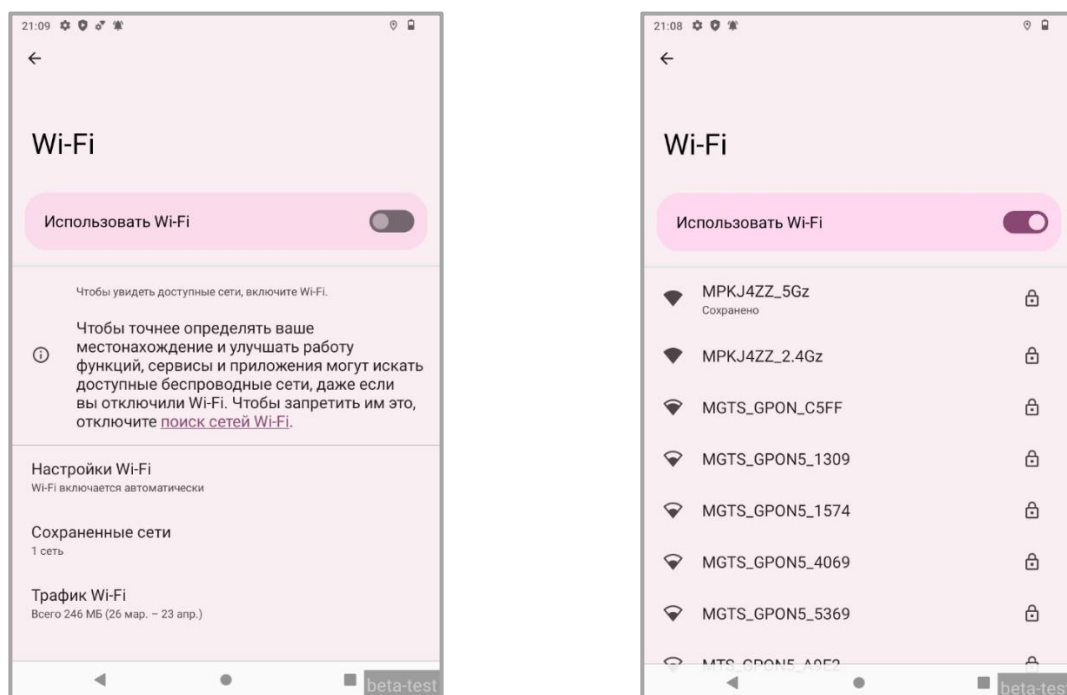 21:09
Wi-Fi
Использовать Wi-Fi
Чтобы увидеть доступные сети, включите Wi-Fi.
Чтобы точнее определять ваше
местонахождение и улучшать работу
функций, сервисы и приложения могут искать
доступные беспроводные сети, даже если
вы отключили Wi-Fi. Чтобы запретить им это,
отключите поиск сетей Wi-Fi.
Настройки Wi-Fi
Wi-Fi включается автоматически
Сохраненные сети
1 сеть
Трафик Wi-Fi
Всего 246 МБ (26 мар. – 23 апр.)
beta-test
21:08
Wi-Fi
Использовать Wi-Fi
MPKJ4ZZ_5Gz
Сохранено
MPKJ4ZZ_2.4Gz
MGTS_GPON_C5FF
MGTS_GPON5_1309
MGTS_GPON5_1574
MGTS_GPON5_4069
MGTS_GPON5_5369
MTS_GPON5_A9E2
beta-test